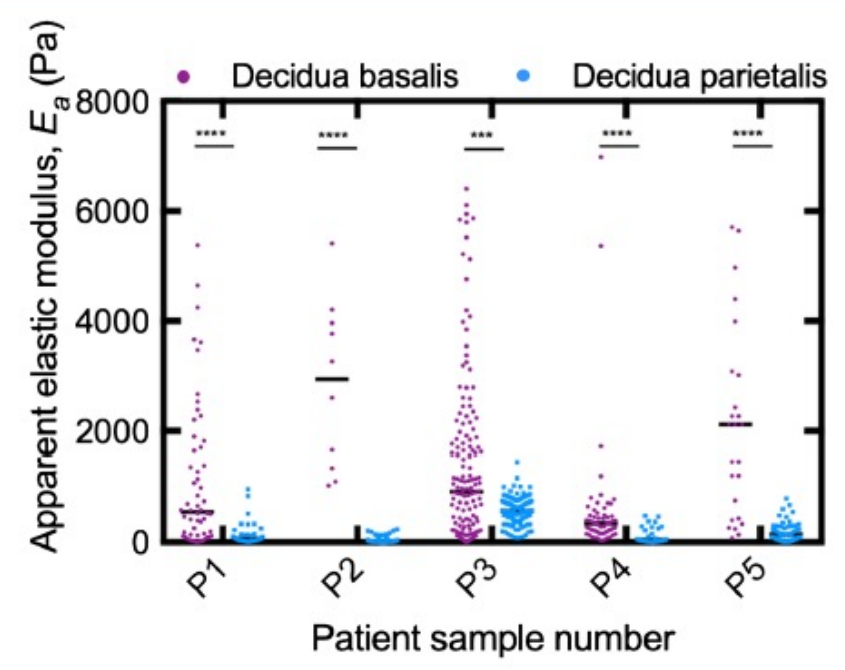 Decidua basalis Decidua parietalis
Apparent elastic modulus, Ea (Pa)
8000
6000
4000
2000
0
**** **** *** **** ****
P1 P2 P3 P4 P5
Patient sample number